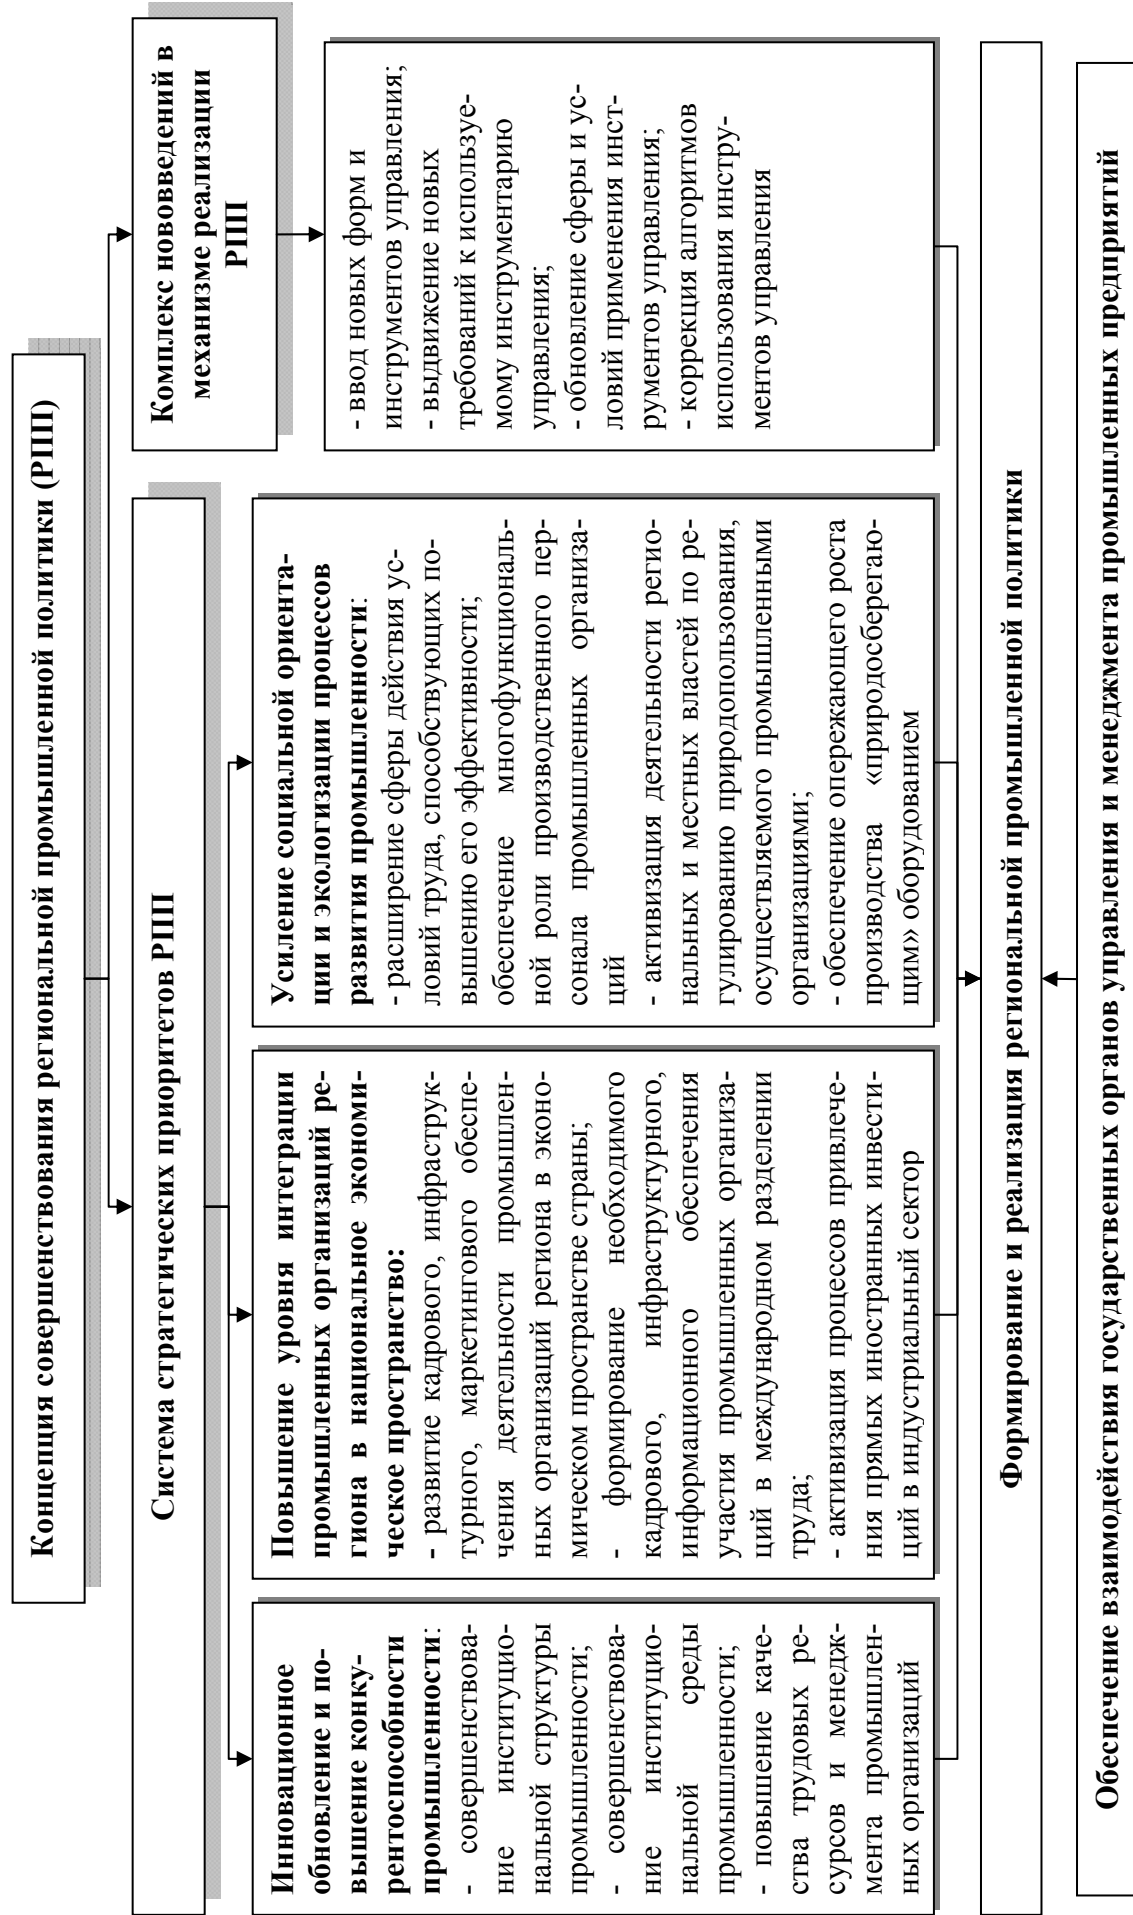 Концепция совершенствования региональной промышленной политики (РПП)
Система стратегических приоритетов РПП
Комплекс нововведений в
механизме реализации
РПП
Инновационное
обновление и по-
вышение конку-
рентоспособности
промышленности:
- совершенствова-
ние институцио-
нальной структуры
промышленности;
- совершенствова-
ние институцио-
нальной среды
промышленности;
- повышение каче-
ства трудовых ре-
сурсов и менедж-
мента промышлен-
ных организаций
Повышение уровня интеграции
промышленных организаций ре-
гиона в национальное экономи-
ческое пространство:
- развитие кадрового, инфраструк-
турного, маркетингового обеспе-
чения деятельности промышлен-
ных организаций региона в эконо-
мическом пространстве страны;
- формирование необходимого
кадрового, инфраструктурного,
информационного обеспечения
участия промышленных организа-
ций в международном разделении
труда;
- активизация процессов привлече-
ния прямых иностранных инвести-
ций в индустриальный сектор
Усиление социальной ориента-
ции и экологизации процессов
развития промышленности:
- расширение сферы действия ус-
ловий труда, способствующих по-
вышению его эффективности;
обеспечение многофункциональ-
ной роли производственного пер-
сонала промышленных организа-
ций
- активизация деятельности регио-
нальных и местных властей по ре-
гулированию природопользования,
осуществляемого промышленными
организациями;
- обеспечение опережающего роста
производства «природосберегаю-
щим» оборудованием
- ввод новых форм и
инструментов управления;
- выдвижение новых
требований к используе-
мому инструментарию
управления;
- обновление сферы и ус-
ловий применения инст-
рументов управления;
- коррекция алгоритмов
использования инстру-
ментов управления
Формирование и реализация региональной промышленной политики
Обеспечение взаимодействия государственных органов управления и менеджмента промышленных предприятий